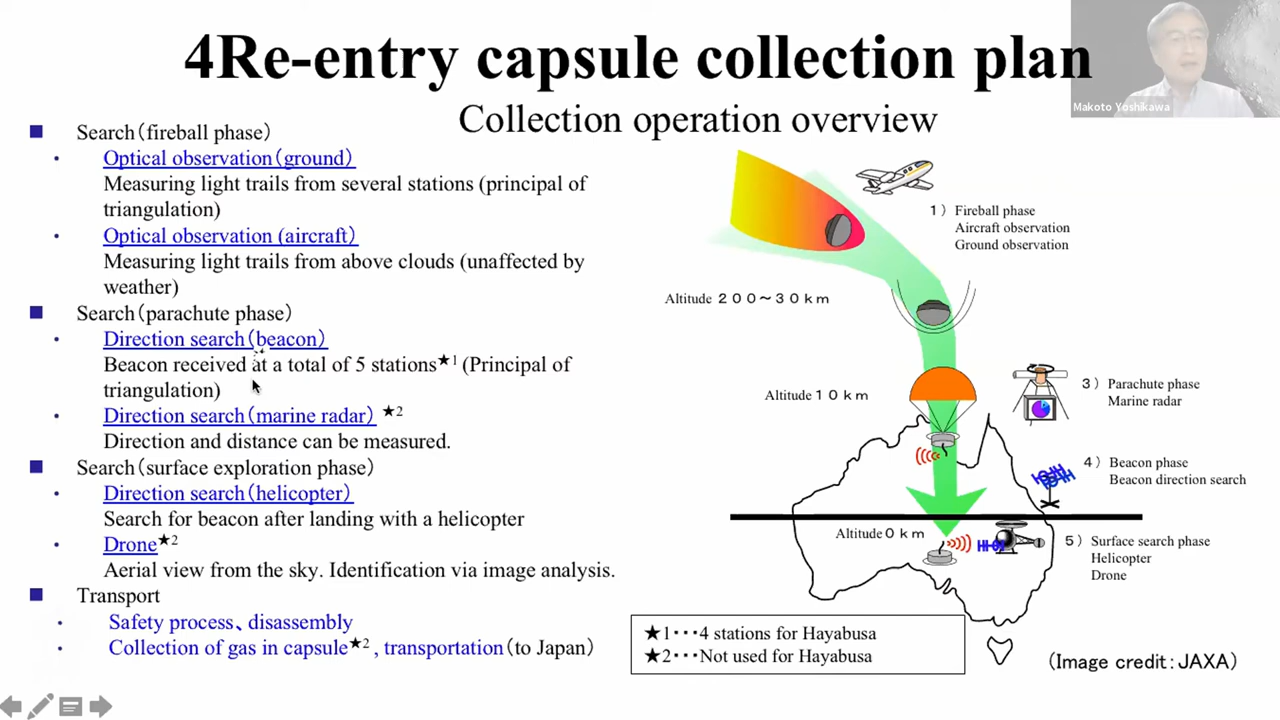 4Re-entry capsule collection plan
Makoto Yoshikawa
Collection operation overview
■ Search(fireball phase)
・ Optical observation(ground)
Measuring light trails from several stations (principal of
triangulation)
・ Optical observation (aircraft)
Measuring light trails from above clouds (unaffected by
weather)
■ Search(parachute phase)
・ Direction search(beacon)
Beacon received at a total of 5 stations★1 (Principal of
triangulation)
・ Direction search(marine radar) ★2
Direction and distance can be measured.
■ Search(surface exploration phase)
・ Direction search(helicopter)
Search for beacon after landing with a helicopter
・ Drone★2
Aerial view from the sky. Identification via image analysis.
■ Transport
・ Safety process、disassembly
・ Collection of gas in capsule★2 , transportation(to Japan)
1) Fireball phase
Aircraft observation
Ground observation
Altitude 200～30km
Altitude10km
3) Parachute phase
Marine radar
4) Beacon phase
Beacon direction search
Altitude0km
5) Surface search phase
Helicopter
Drone
★1・・・4 stations for Hayabusa
★2・・・Not used for Hayabusa
(Image credit:JAXA)